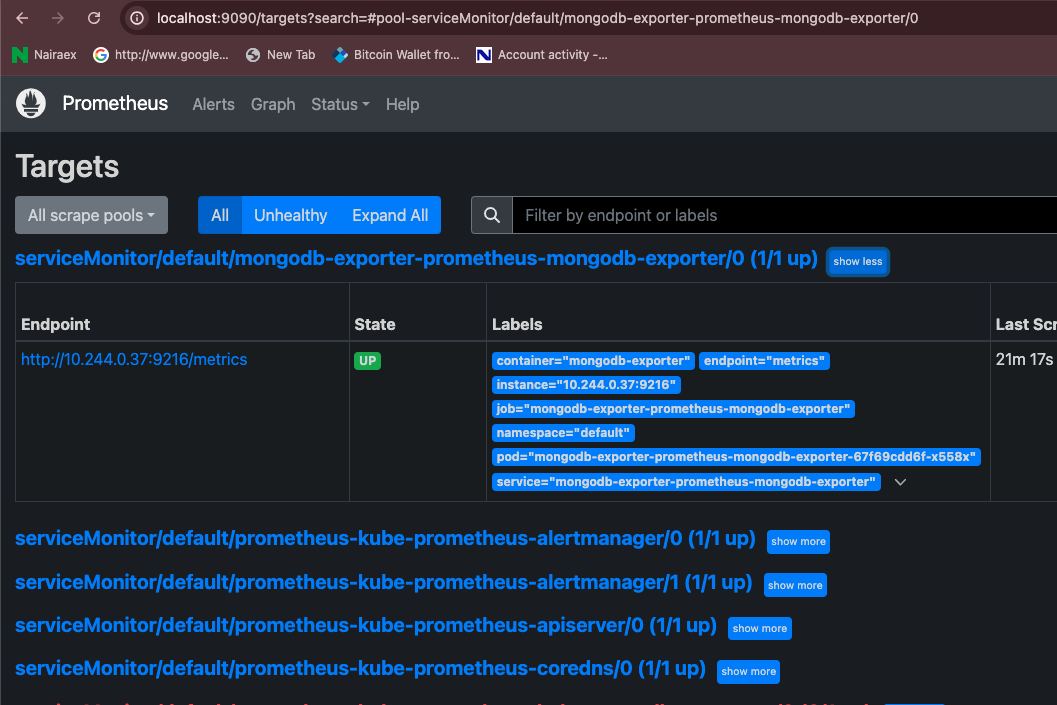 localhost:9090/targets?search=#pool-serviceMonitor/default/mongodb-exporter-prometheus-mongodb-exporter/0
Nairaex http://www.google... New Tab Bitcoin Wallet fro... Account activity -...
Prometheus Alerts Graph Status Help
Targets
All scrape pools All Unhealthy Expand All Filter by endpoint or labels
serviceMonitor/default/mongodb-exporter-prometheus-mongodb-exporter/0 (1/1 up) show less
Endpoint State Labels Last Scr
http://10.244.0.37:9216/metrics UP container="mongodb-exporter" endpoint="metrics" 21m 17s
instance="10.244.0.37:9216"
job="mongodb-exporter-prometheus-mongodb-exporter"
namespace="default"
pod="mongodb-exporter-prometheus-mongodb-exporter-67f69cdd6f-x558x"
service="mongodb-exporter-prometheus-mongodb-exporter"
serviceMonitor/default/prometheus-kube-prometheus-alertmanager/0 (1/1 up) show more
serviceMonitor/default/prometheus-kube-prometheus-alertmanager/1 (1/1 up) show more
serviceMonitor/default/prometheus-kube-prometheus-apiserver/0 (1/1 up) show more
serviceMonitor/default/prometheus-kube-prometheus-coredns/0 (1/1 up) show more